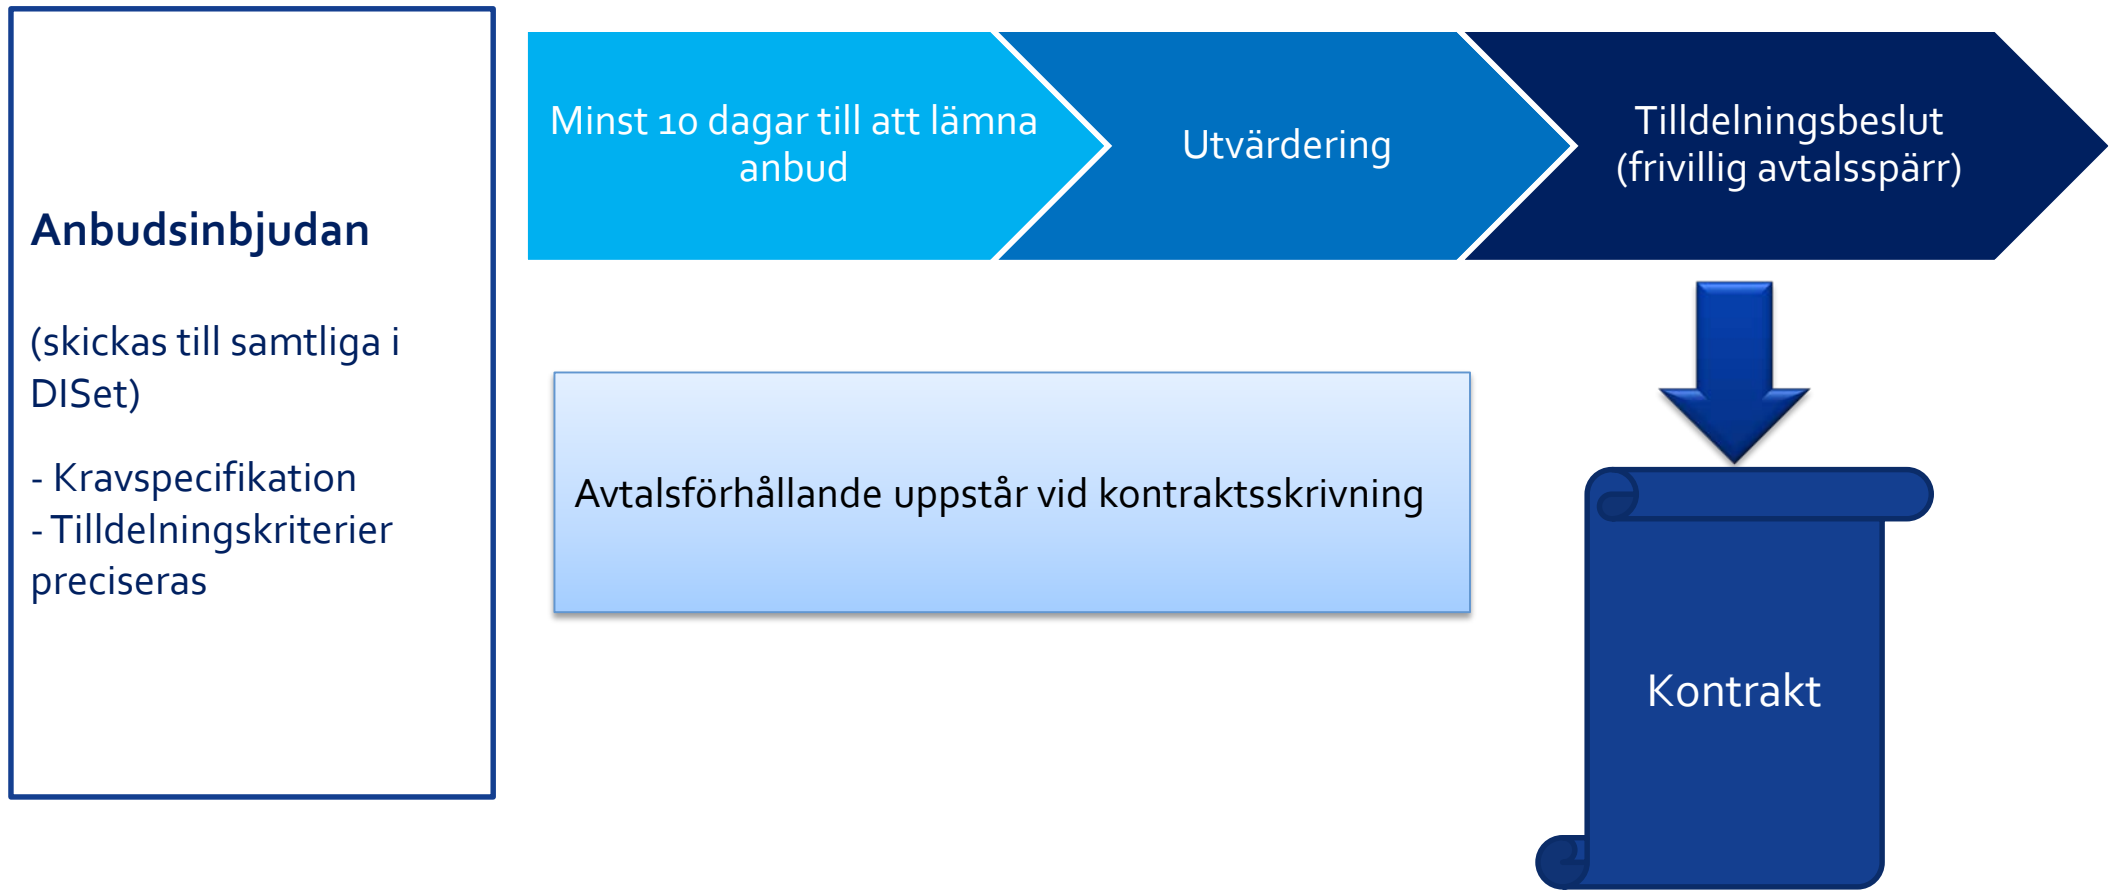 Anbudsinbjudan
(skickas till samtliga i
DISet)
- Kravspecifikation
- Tilldelningskriterier
preciseras
Minst 10 dagar till att lämna
anbud
Utvärdering
Tilldelningsbeslut
(frivillig avtalsspärr)
Avtalsförhållande uppstår vid kontraktsskrivning
Kontrakt